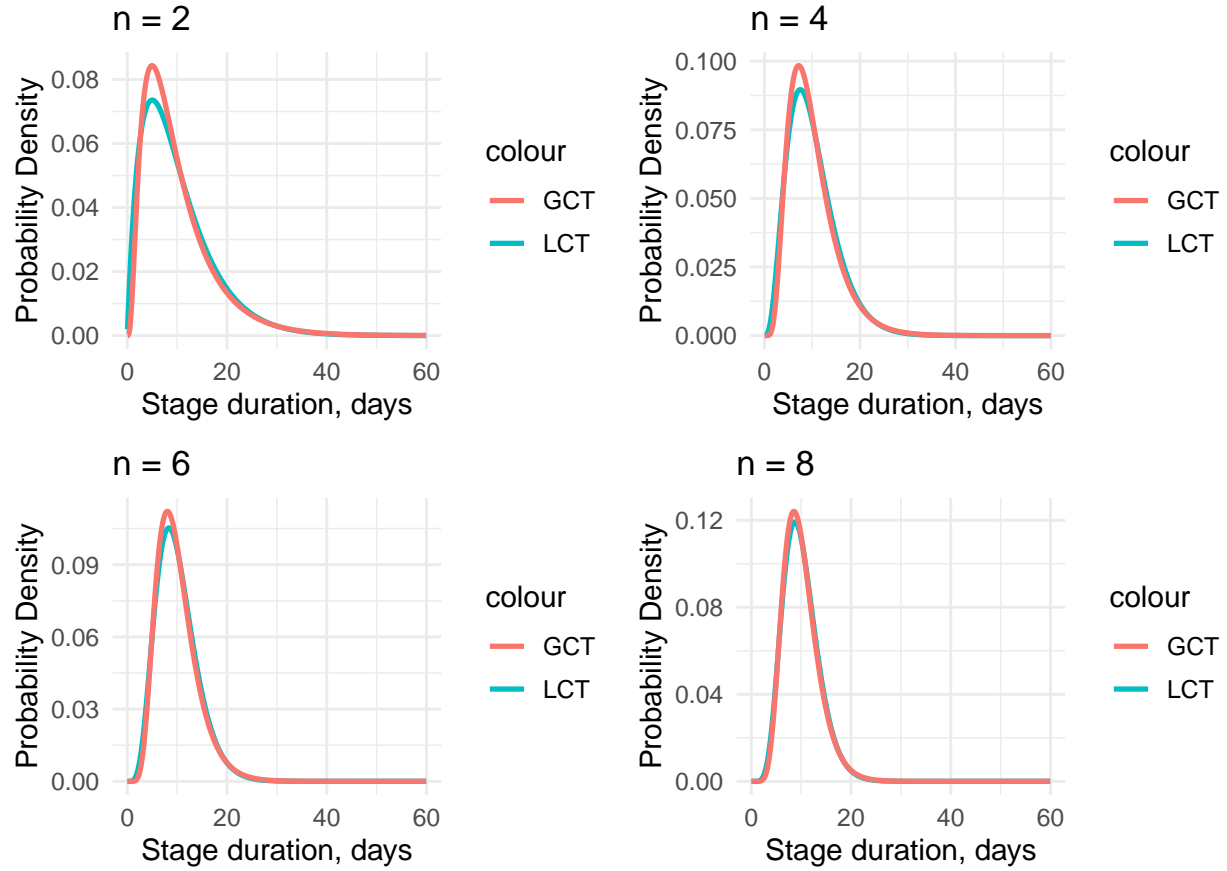 n = 2
Probability Density
0.08
0.06
0.04
0.02
0.00
0 20 40 60
Stage duration, days
colour
GCT
LCT
n = 4
Probability Density
0.100
0.075
0.050
0.025
0.000
0 20 40 60
Stage duration, days
colour
GCT
LCT
n = 6
Probability Density
0.09
0.06
0.03
0.00
0 20 40 60
Stage duration, days
colour
GCT
LCT
n = 8
Probability Density
0.12
0.08
0.04
0.00
0 20 40 60
Stage duration, days
colour
GCT
LCT